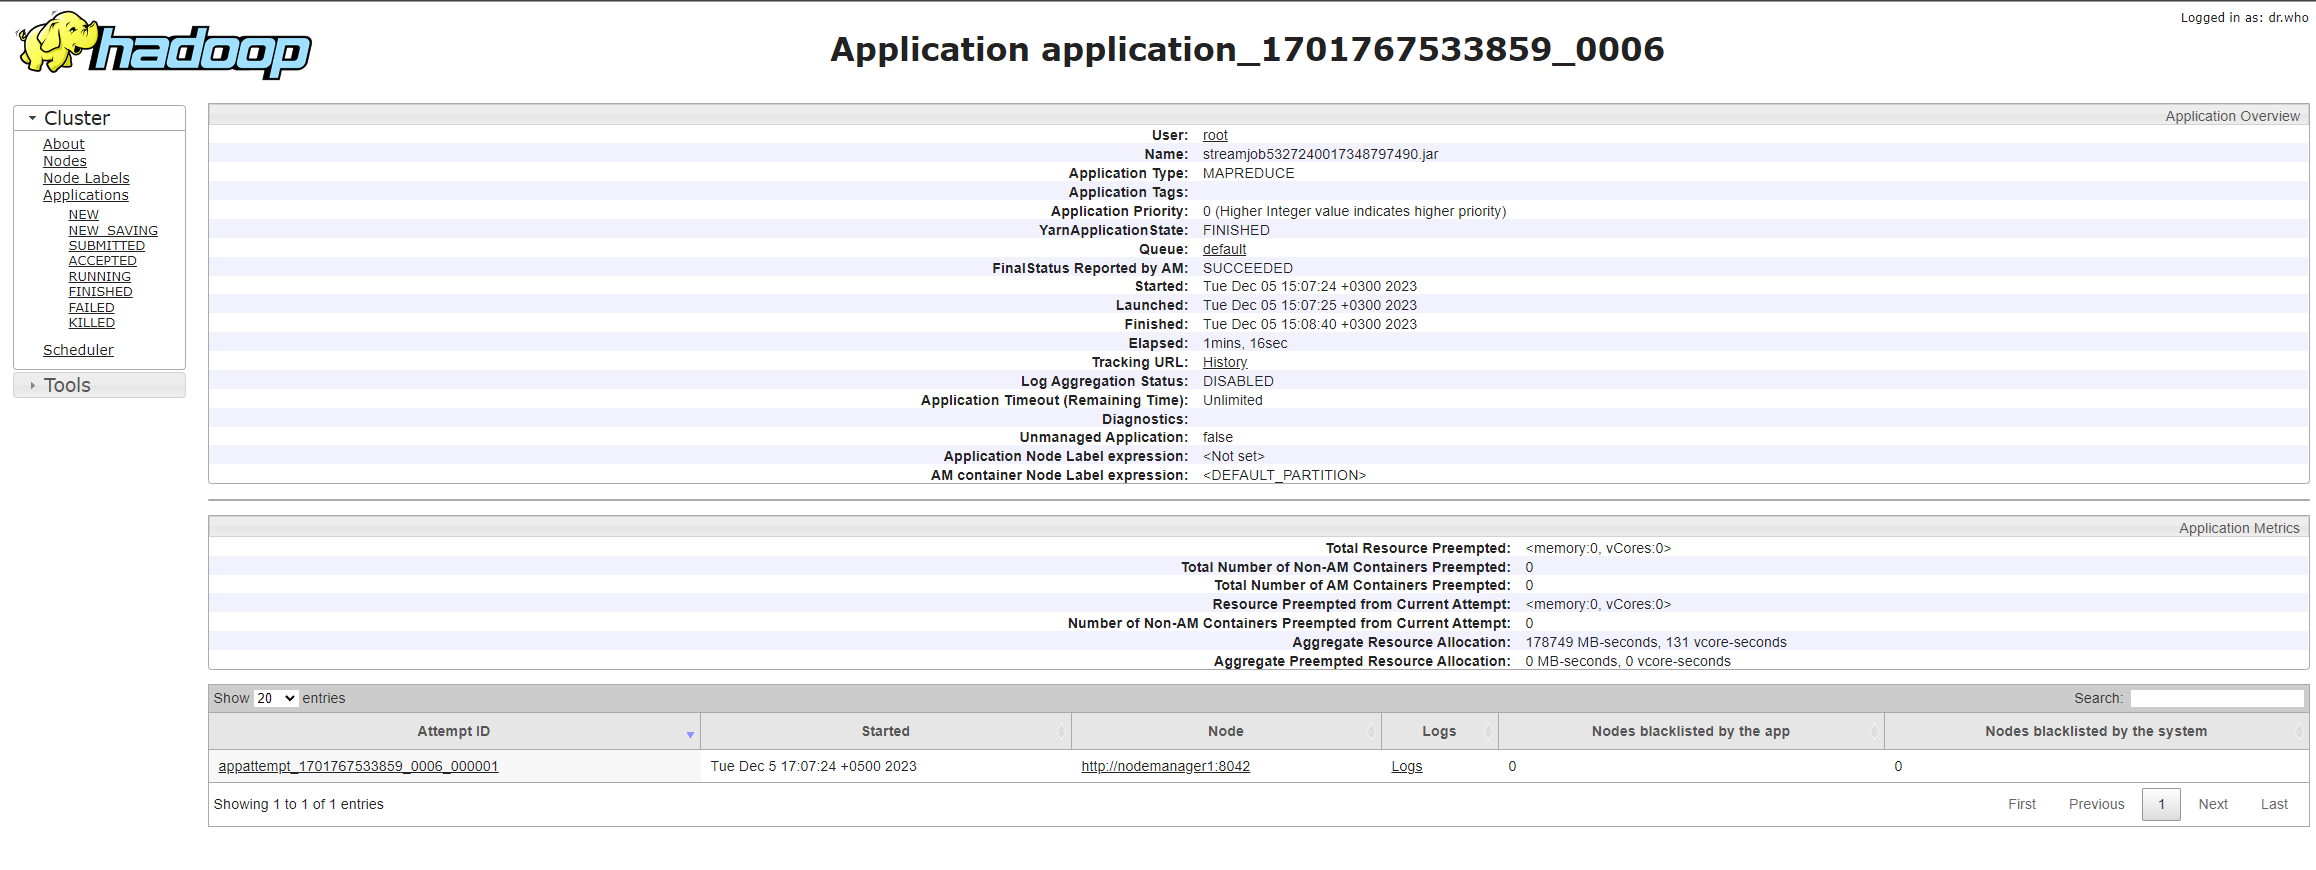 Logged in as: dr.who
hadoop
Application application_1701767533859_0006
Cluster
About
Nodes
Node Labels
Applications
NEW
NEW_SAVING
SUBMITTED
ACCEPTED
RUNNING
FINISHED
FAILED
KILLED
Scheduler
Tools
Application Overview
User: root
Name: streamjob5327240017348797490.jar
Application Type: MAPREDUCE
Application Tags:
Application Priority: 0 (Higher Integer value indicates higher priority)
YarnApplicationState: FINISHED
Queue: default
FinalStatus Reported by AM: SUCCEEDED
Started: Tue Dec 05 15:07:24 +0300 2023
Launched: Tue Dec 05 15:07:25 +0300 2023
Finished: Tue Dec 05 15:08:40 +0300 2023
Elapsed: 1mins, 16sec
Tracking URL: History
Log Aggregation Status: DISABLED
Application Timeout (Remaining Time): Unlimited
Diagnostics:
Unmanaged Application: false
Application Node Label expression: <Not set>
AM container Node Label expression: <DEFAULT_PARTITION>
Application Metrics
Total Resource Preempted: <memory:0, vCores:0>
Total Number of Non-AM Containers Preempted: 0
Total Number of AM Containers Preempted: 0
Resource Preempted from Current Attempt: <memory:0, vCores:0>
Number of Non-AM Containers Preempted from Current Attempt: 0
Aggregate Resource Allocation: 178749 MB-seconds, 131 vcore-seconds
Aggregate Preempted Resource Allocation: 0 MB-seconds, 0 vcore-seconds
Show 20 entries Search:
Attempt ID Started Node Logs Nodes blacklisted by the app Nodes blacklisted by the system
appattempt_1701767533859_0006_000001 Tue Dec 5 17:07:24 +0500 2023 http://nodemanager1:8042 Logs 0 0
Showing 1 to 1 of 1 entries First Previous 1 Next Last